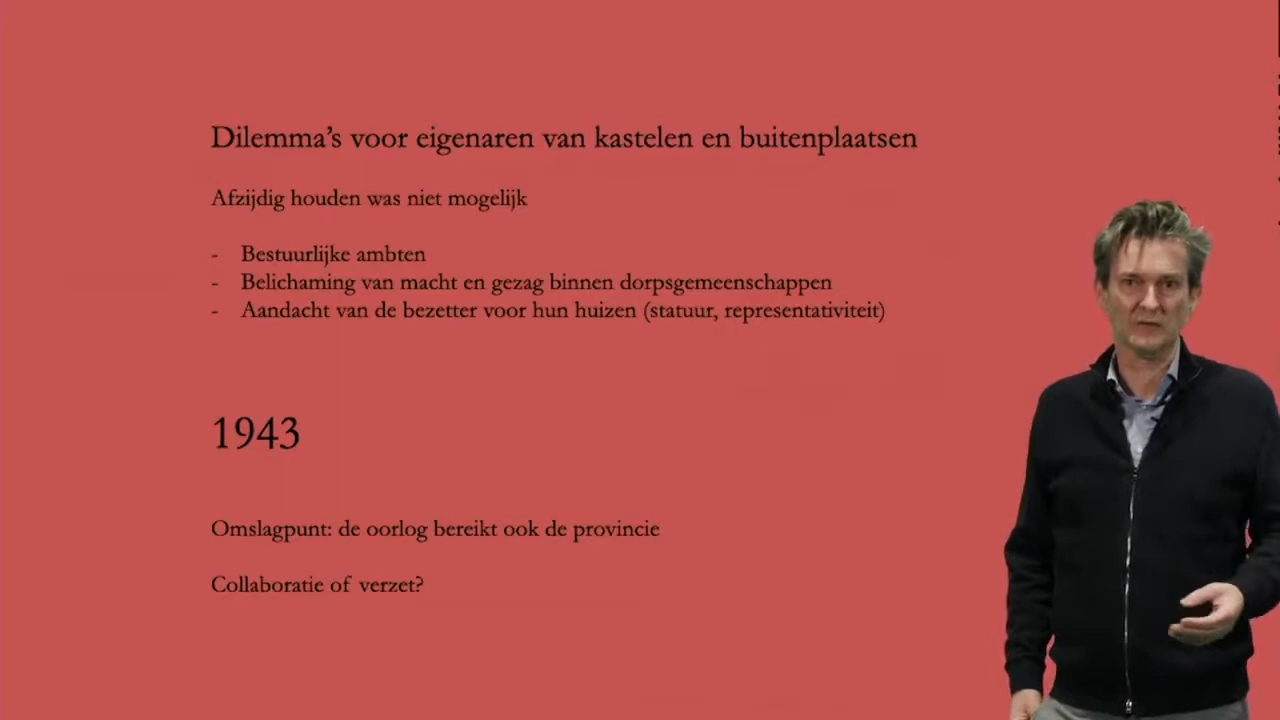 Dilemma’s voor eigenaren van kastelen en buitenplaatsen
Afzijdig houden was niet mogelijk
- Bestuurlijke ambten
- Belichaming van macht en gezag binnen dorpsgemeenschappen
- Aandacht van de bezetter voor hun huizen (statuur, representativiteit)
1943
Omslagpunt: de oorlog bereikt ook de provincie
Collaboratie of verzet?